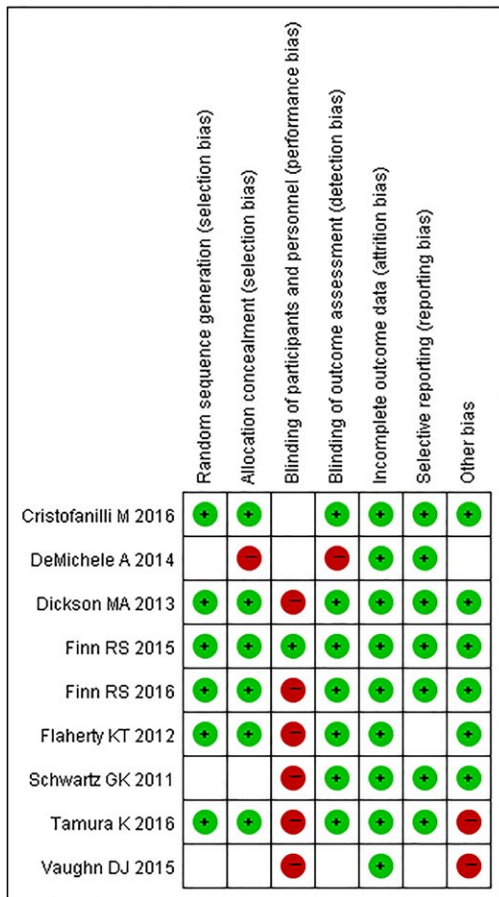 Random sequence generation (selection bias)
Allocation concealment (selection bias)
Blinding of participants and personnel (performance bias)
Blinding of outcome assessment (detection bias)
Incomplete outcome data (attrition bias)
Selective reporting (reporting bias)
Other bias
Cristofanilli M 2016 + + + + + +
DeMichele A 2014 − − + +
Dickson MA 2013 + + − + + + +
Finn RS 2015 + + + + + + +
Finn RS 2016 + + − + + + +
Flaherty KT 2012 + + − + + +
Schwartz GK 2011 − + + + +
Tamura K 2016 + + − + + + −
Vaughn DJ 2015 − + −